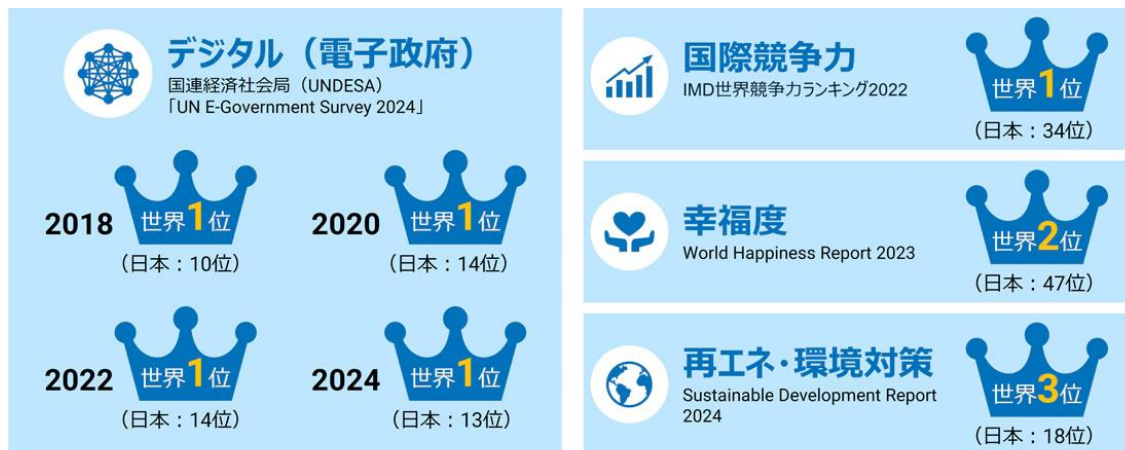 デジタル（電子政府）
国連経済社会局（UNDESA）
「UN E-Government Survey 2024」
2018
世界1位
（日本：10位）
2020
世界1位
（日本：14位）
2022
世界1位
（日本：14位）
2024
世界1位
（日本：13位）
国際競争力
IMD世界競争力ランキング2022
世界1位
（日本：34位）
幸福度
World Happiness Report 2023
世界2位
（日本：47位）
再エネ・環境対策
Sustainable Development Report
2024
世界3位
（日本：18位）